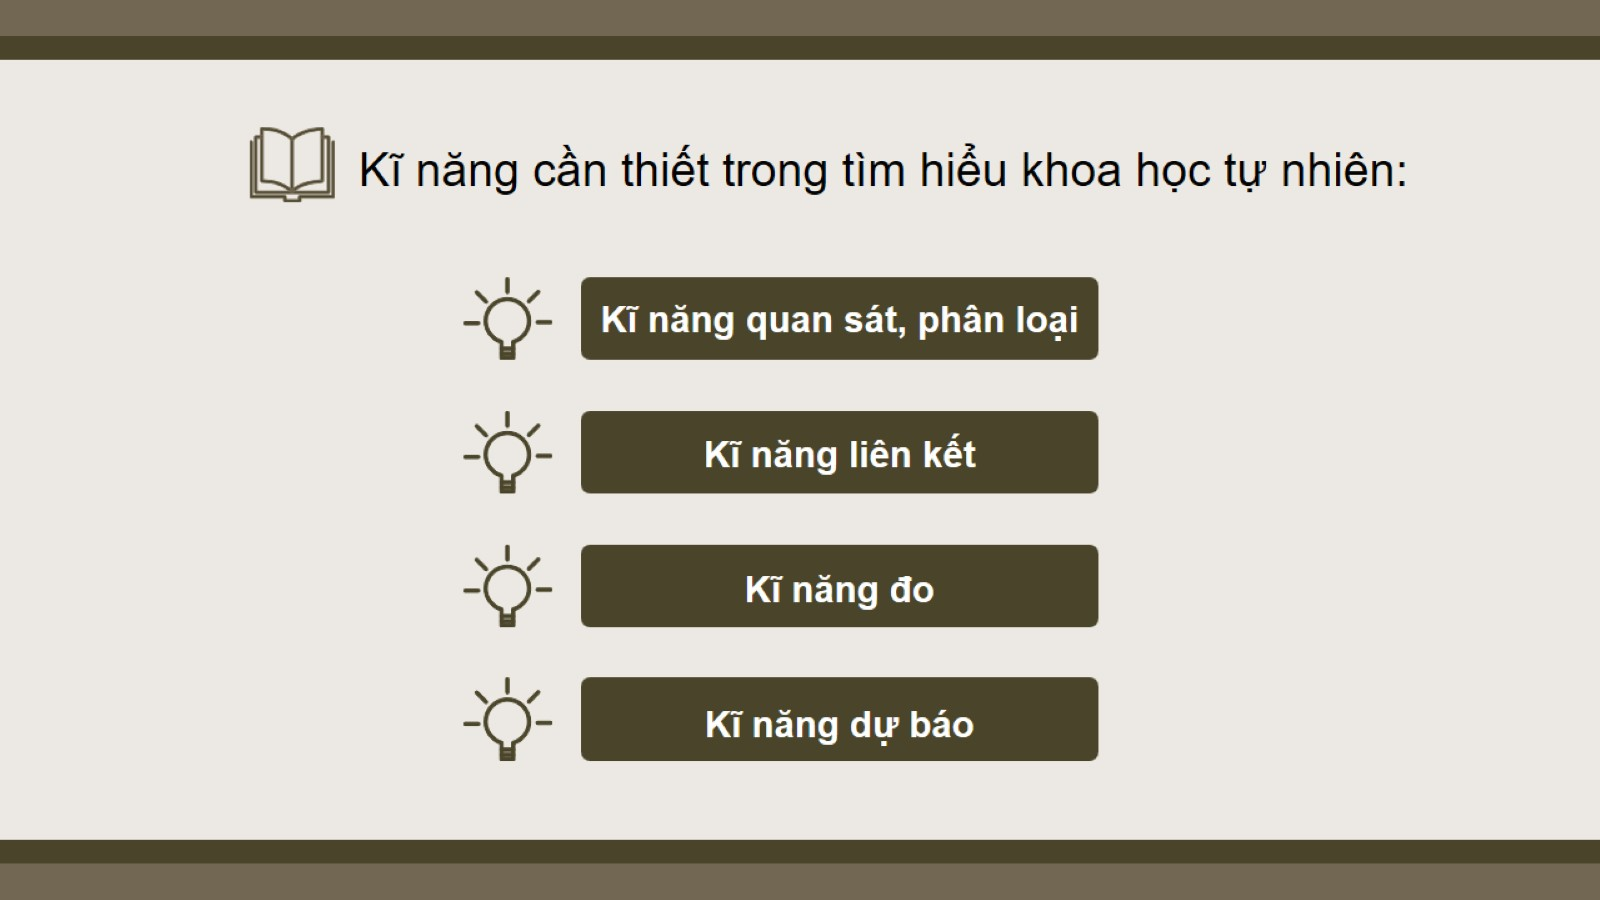 Kĩ năng cần thiết trong tìm hiểu khoa học tự nhiên:
Kĩ năng quan sát, phân loại
Kĩ năng liên kết
Kĩ năng đo
Kĩ năng dự báo